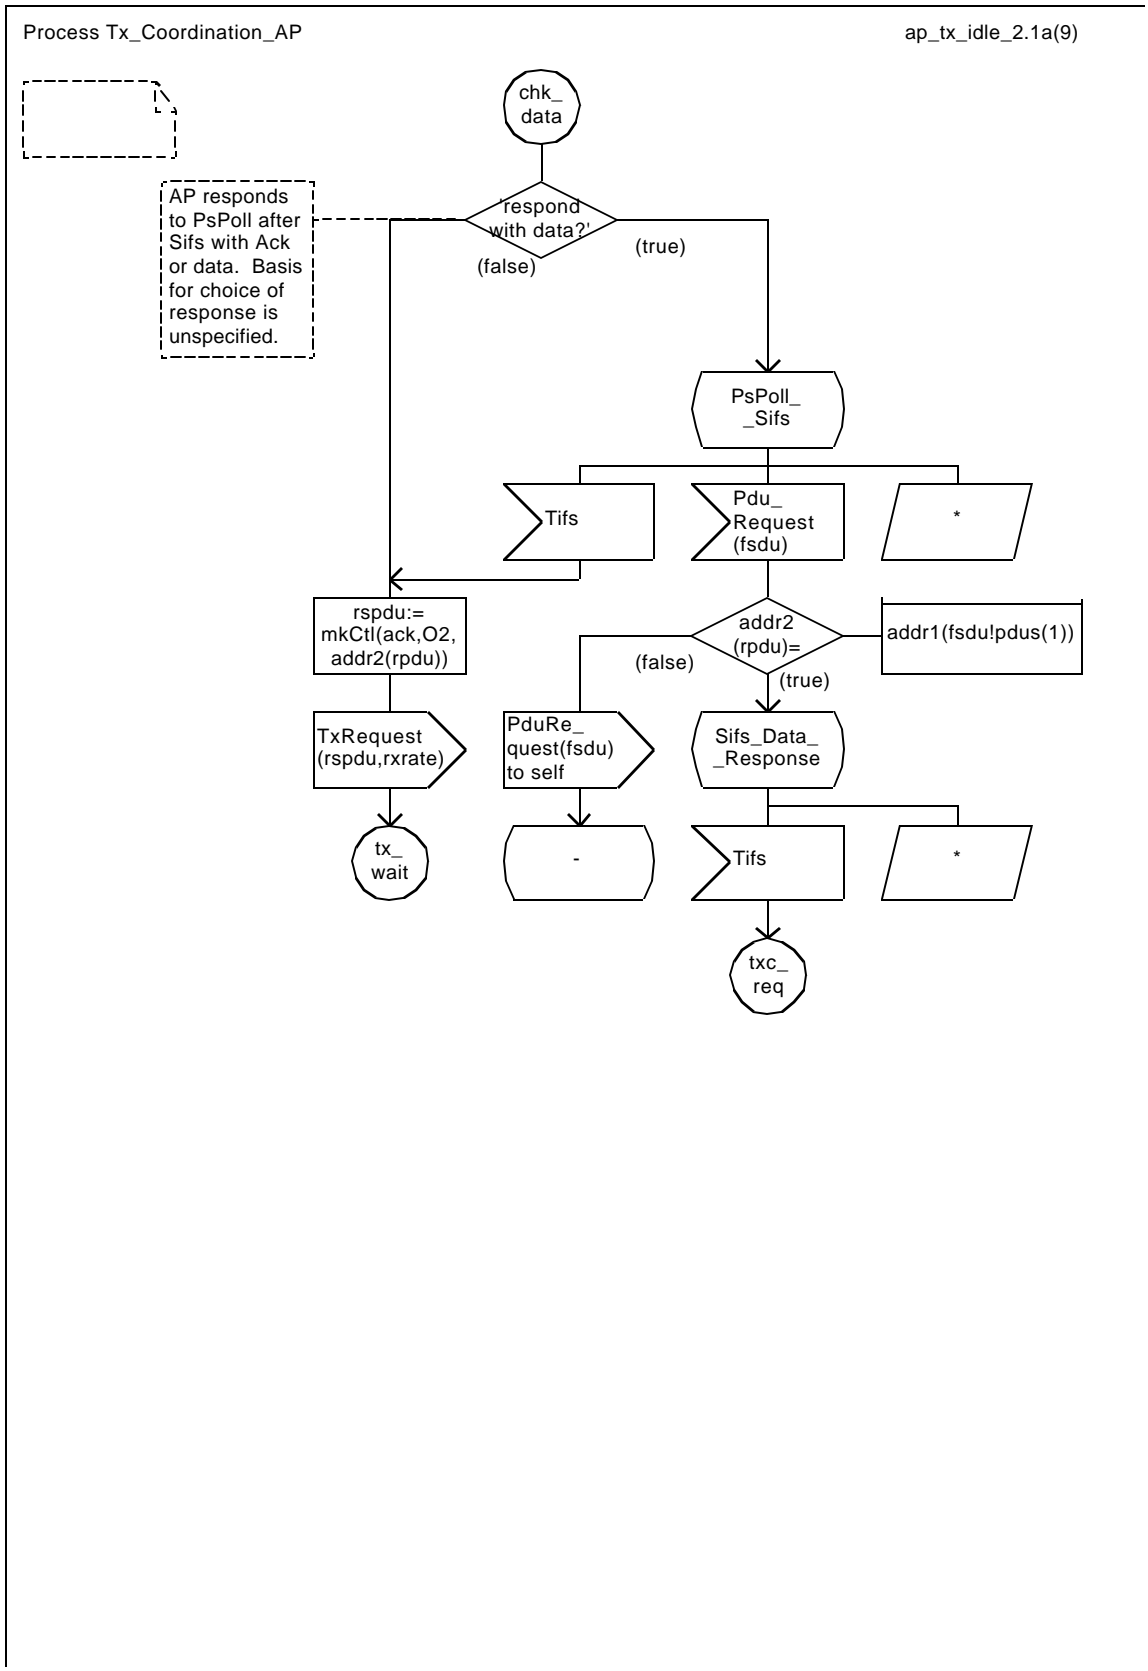 Process Tx_Coordination_AP
ap_tx_idle_2.1a(9)
chk_
data
AP responds
to PsPoll after
Sifs with Ack
or data.  Basis
for choice of
response is
unspecified.
'respond
with data?'
(false)
(true)
PsPoll_
_Sifs
Tifs
Pdu_
Request
(fsdu)
*
rspdu:=
mkCtl(ack,O2,
addr2(rpdu))
addr2
(rpdu)=
addr1(fsdu!pdus(1))
(false)
(true)
TxRequest
(rspdu,rxrate)
PduRe_
quest(fsdu)
to self
Sifs_Data_
_Response
tx_
wait
-
Tifs
*
txc_
req